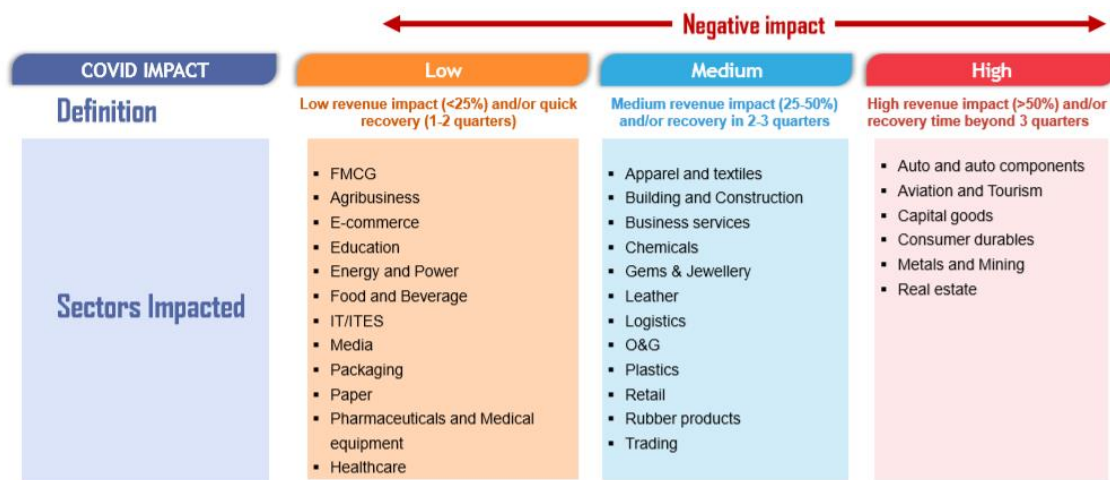 Negative impact
COVID IMPACT
Low
Medium
High
Definition
Low revenue impact (<25%) and/or quick
recovery (1-2 quarters)
Medium revenue impact (25-50%)
and/or recovery in 2-3 quarters
High revenue impact (>50%) and/or
recovery time beyond 3 quarters
Sectors Impacted
▪ FMCG
▪ Agribusiness
▪ E-commerce
▪ Education
▪ Energy and Power
▪ Food and Beverage
▪ IT/ITES
▪ Media
▪ Packaging
▪ Paper
▪ Pharmaceuticals and Medical
equipment
▪ Healthcare
▪ Apparel and textiles
▪ Building and Construction
▪ Business services
▪ Chemicals
▪ Gems & Jewellery
▪ Leather
▪ Logistics
▪ O&G
▪ Plastics
▪ Retail
▪ Rubber products
▪ Trading
▪ Auto and auto components
▪ Aviation and Tourism
▪ Capital goods
▪ Consumer durables
▪ Metals and Mining
▪ Real estate